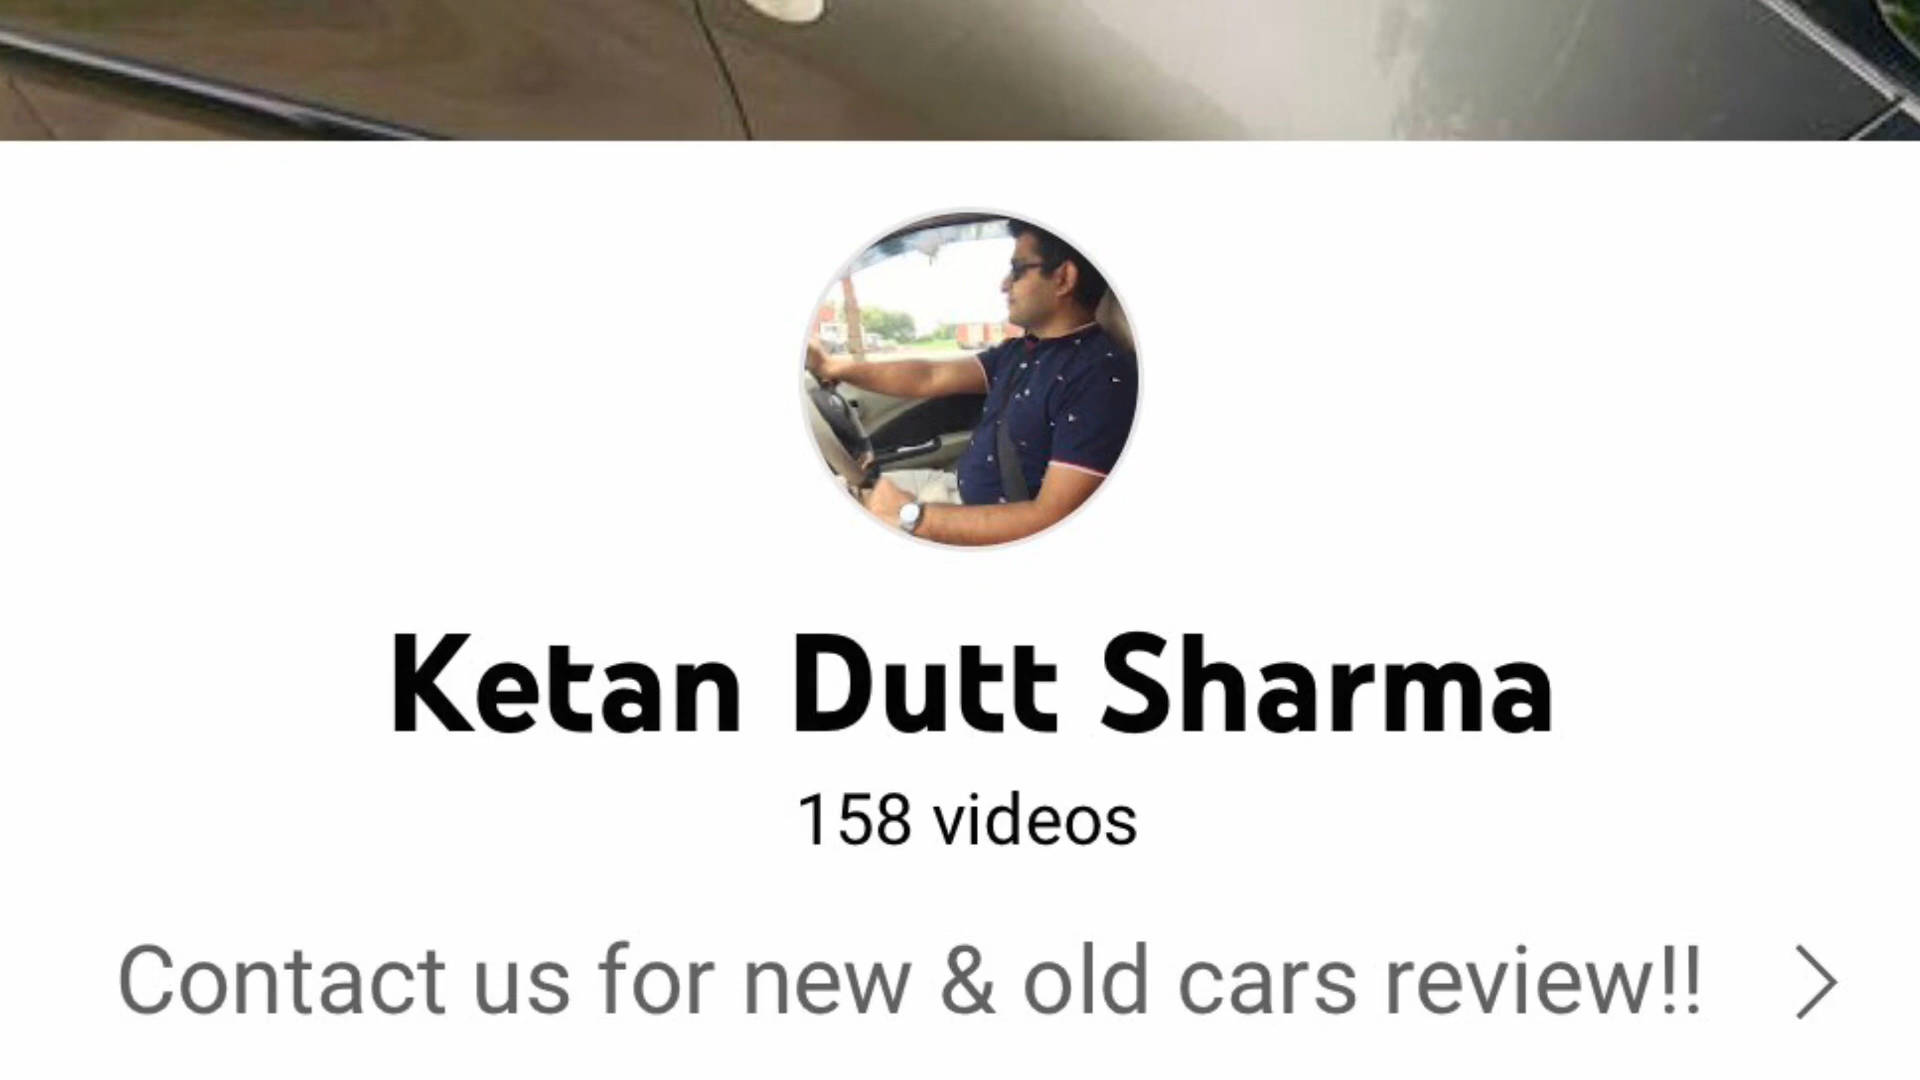 Ketan Dutt Sharma
158 videos
Contact us for new & old cars review!!